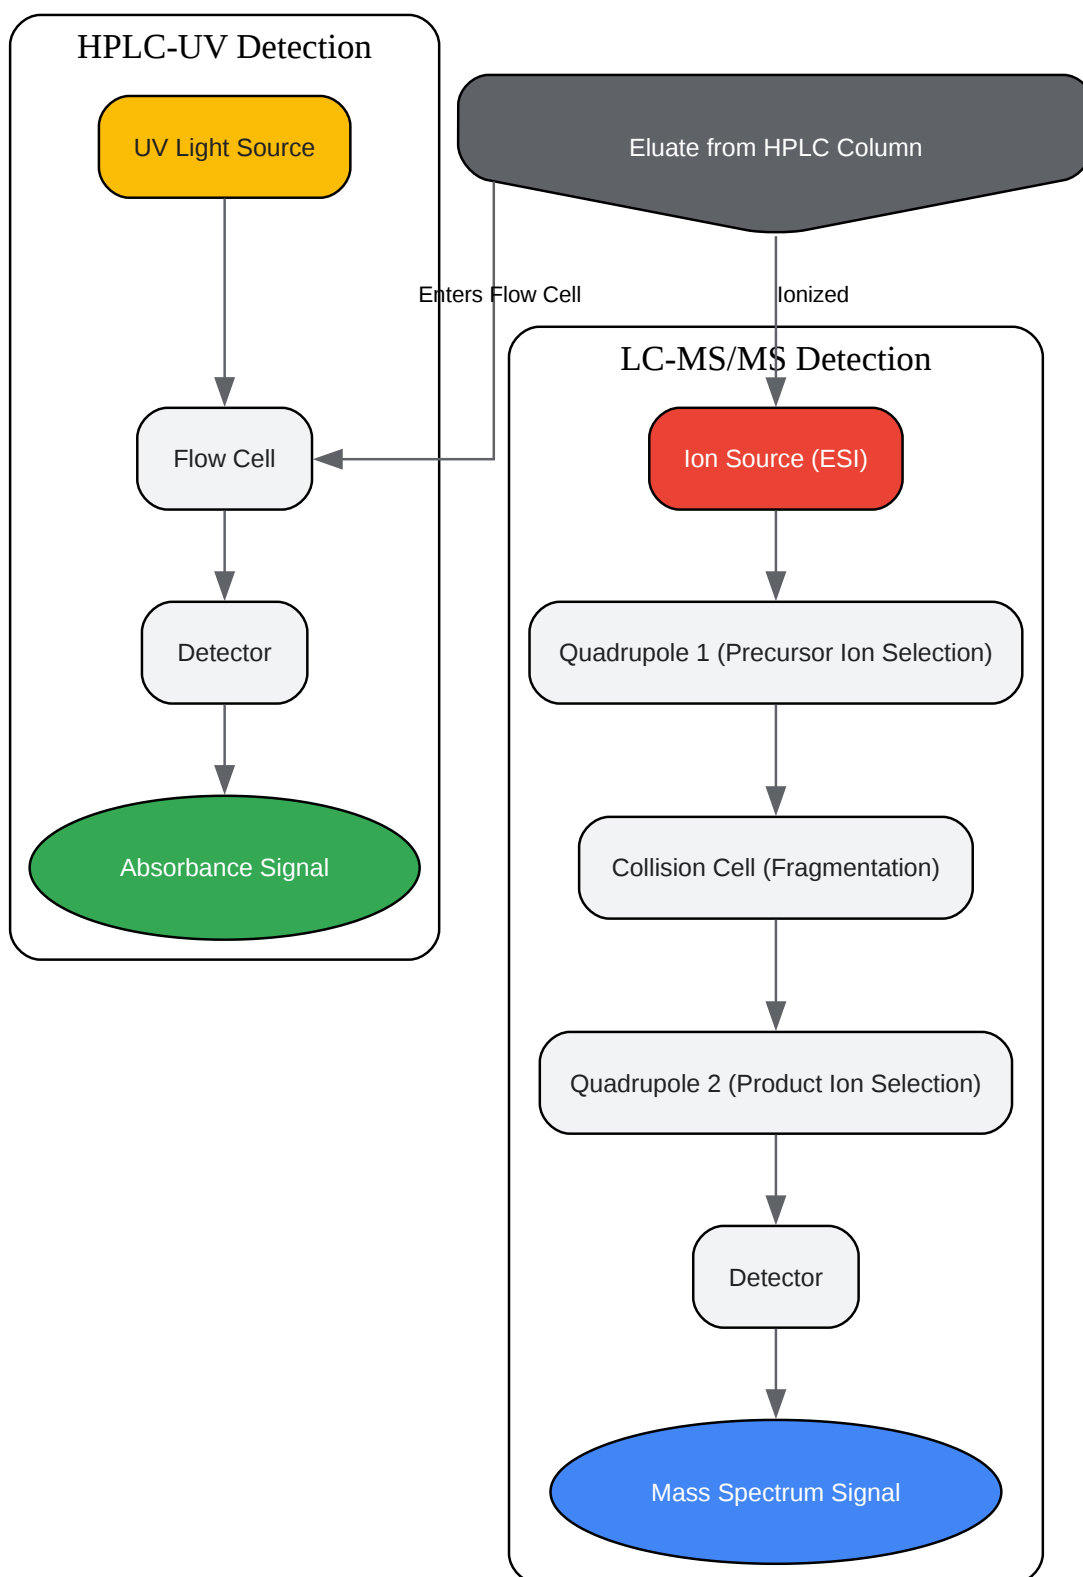 HPLC-UV Detection
UV Light Source
Eluate from HPLC Column
Enters Flow Cell
Ionized
LC-MS/MS Detection
Flow Cell
Ion Source (ESI)
Detector
Quadrupole 1 (Precursor Ion Selection)
Absorbance Signal
Collision Cell (Fragmentation)
Quadrupole 2 (Product Ion Selection)
Detector
Mass Spectrum Signal